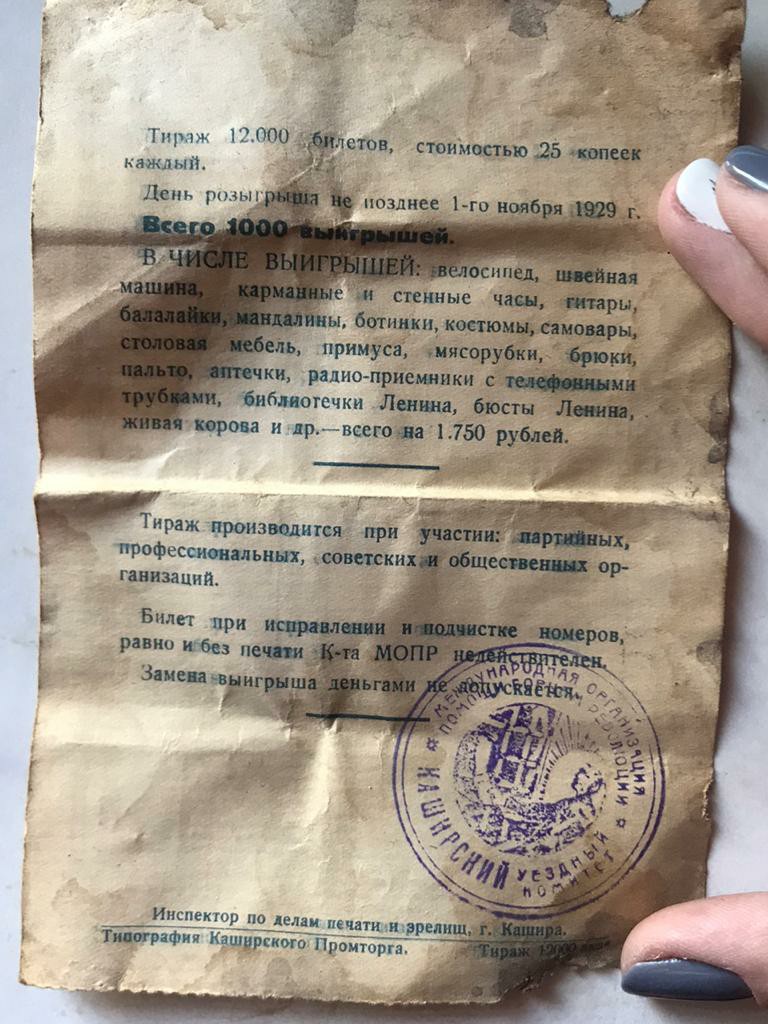 Тираж 12.000 билетов, стоимостью 25 копеек
каждый.
День розыгрыша не позднее 1-го ноября 1929 г.
Всего 1000 выигрышей.
В ЧИСЛЕ ВЫИГРЫШЕЙ: велосипед, швейная
машина, карманные и стенные часы, гитары,
балалайки, мандалины, ботинки, костюмы, самовары,
столовая мебель, примуса, мясорубки, брюки,
пальто, аптечки, радио-приемники с телефонными
трубками, библиотечки Ленина, бюсты Ленина,
живая корова и др.—всего на 1.750 рублей.
Тираж производится при участии: партийных,
профессиональных, советских и общественных ор-
ганизаций.
Билет при исправлении и подчистке номеров,
равно и без печати К-та МОПР недействителен.
Замена выигрыша деньгами не допускается.
МЕЖДУНАРОДНАЯ ОРГАНИЗАЦИЯ
ПОМОЩИ БОРЦАМ РЕВОЛЮЦИИ
КАШИРСКИЙ
УЕЗДНЫЙ
КОМИТЕТ
Инспектор по делам печати и зрелищ, г. Кашира.
Типография Каширского Промторга. Тираж 12000